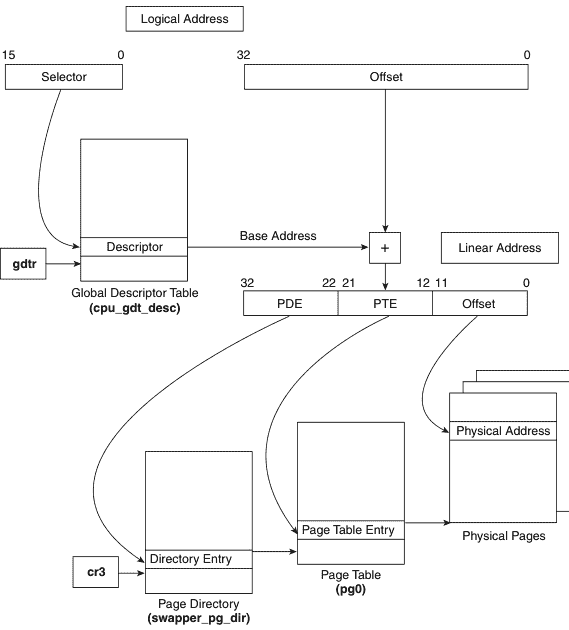 Logical Address
15 0
32 0
Selector
Offset
Descriptor
Base Address
+
Linear Address
gdtr
Global Descriptor Table
(cpu_gdt_desc)
32 22 21 12 11 0
PDE
PTE
Offset
Physical Address
Physical Pages
Page Table Entry
Page Table
(pg0)
Directory Entry
cr3
Page Directory
(swapper_pg_dir)